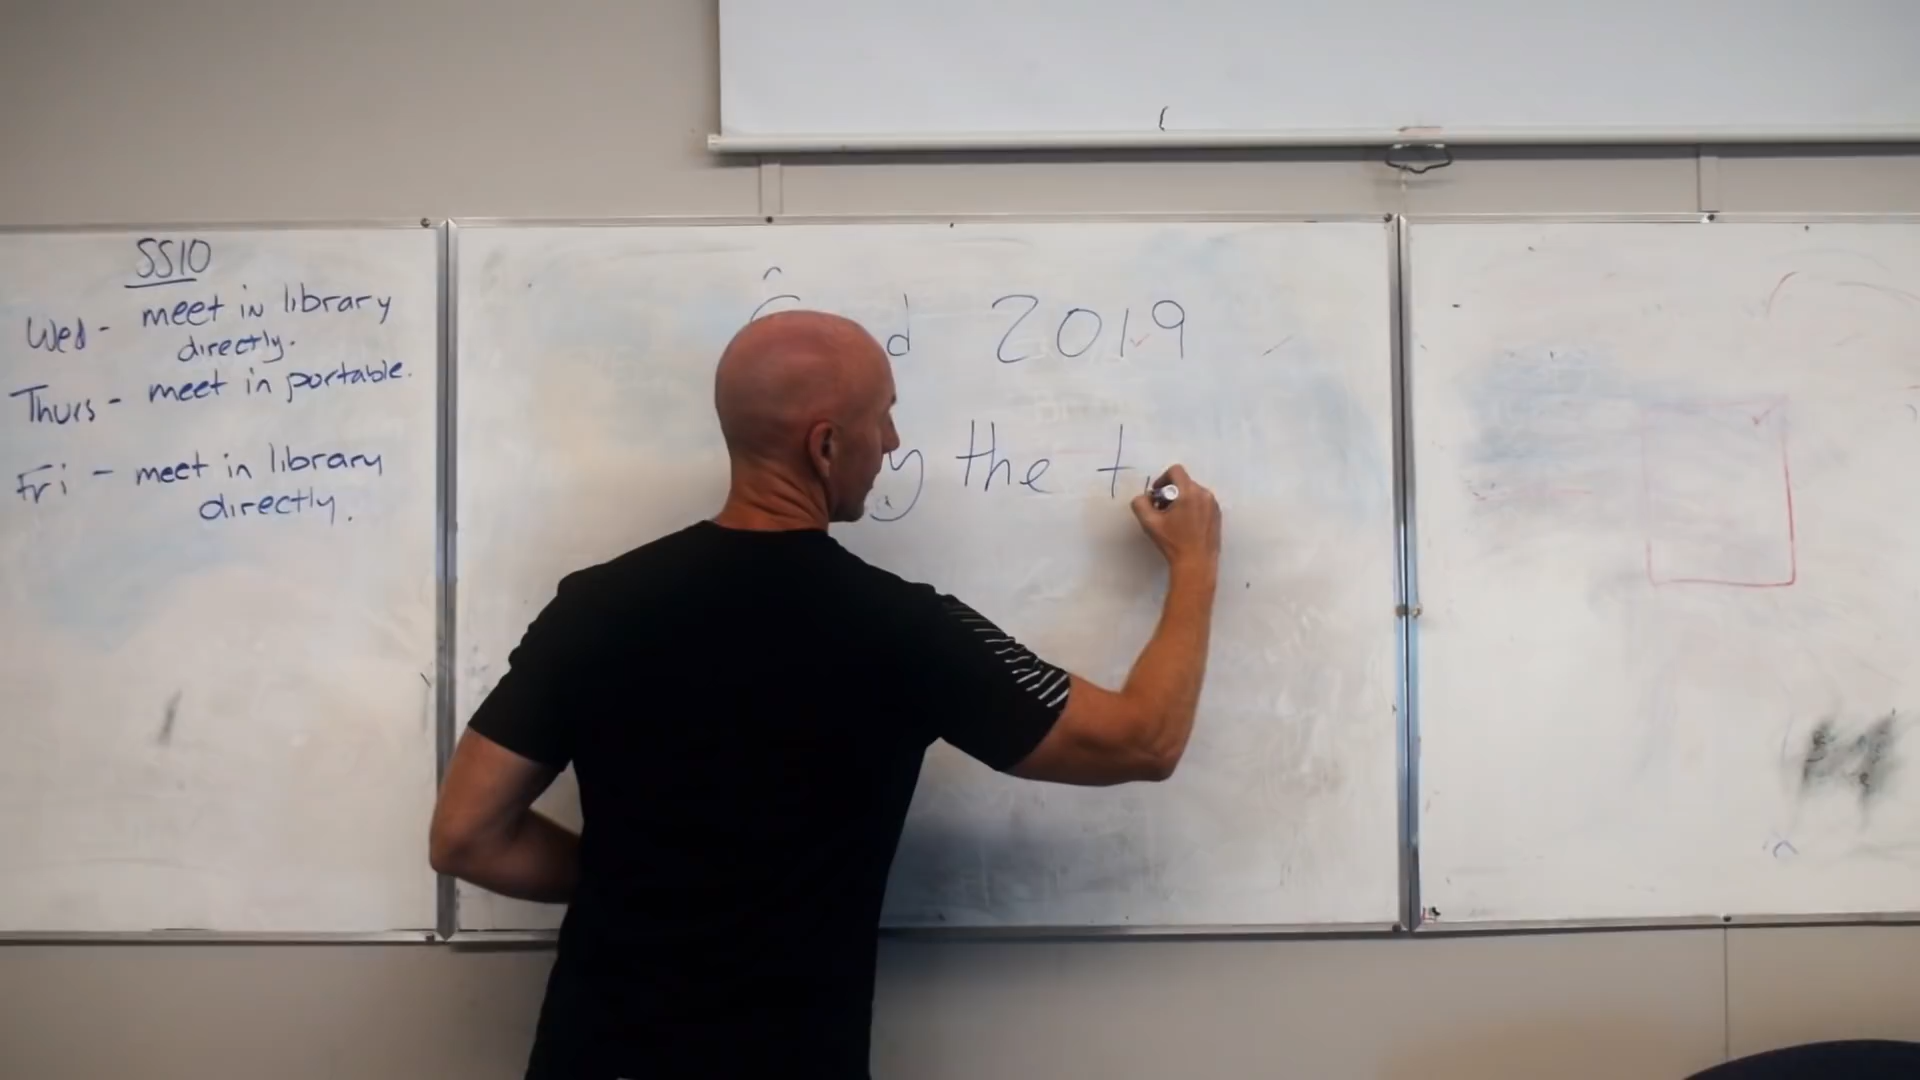 SS10
Wed - meet in library
directly.
Thurs - meet in portable.
Fri - meet in library
directly.
2019
the